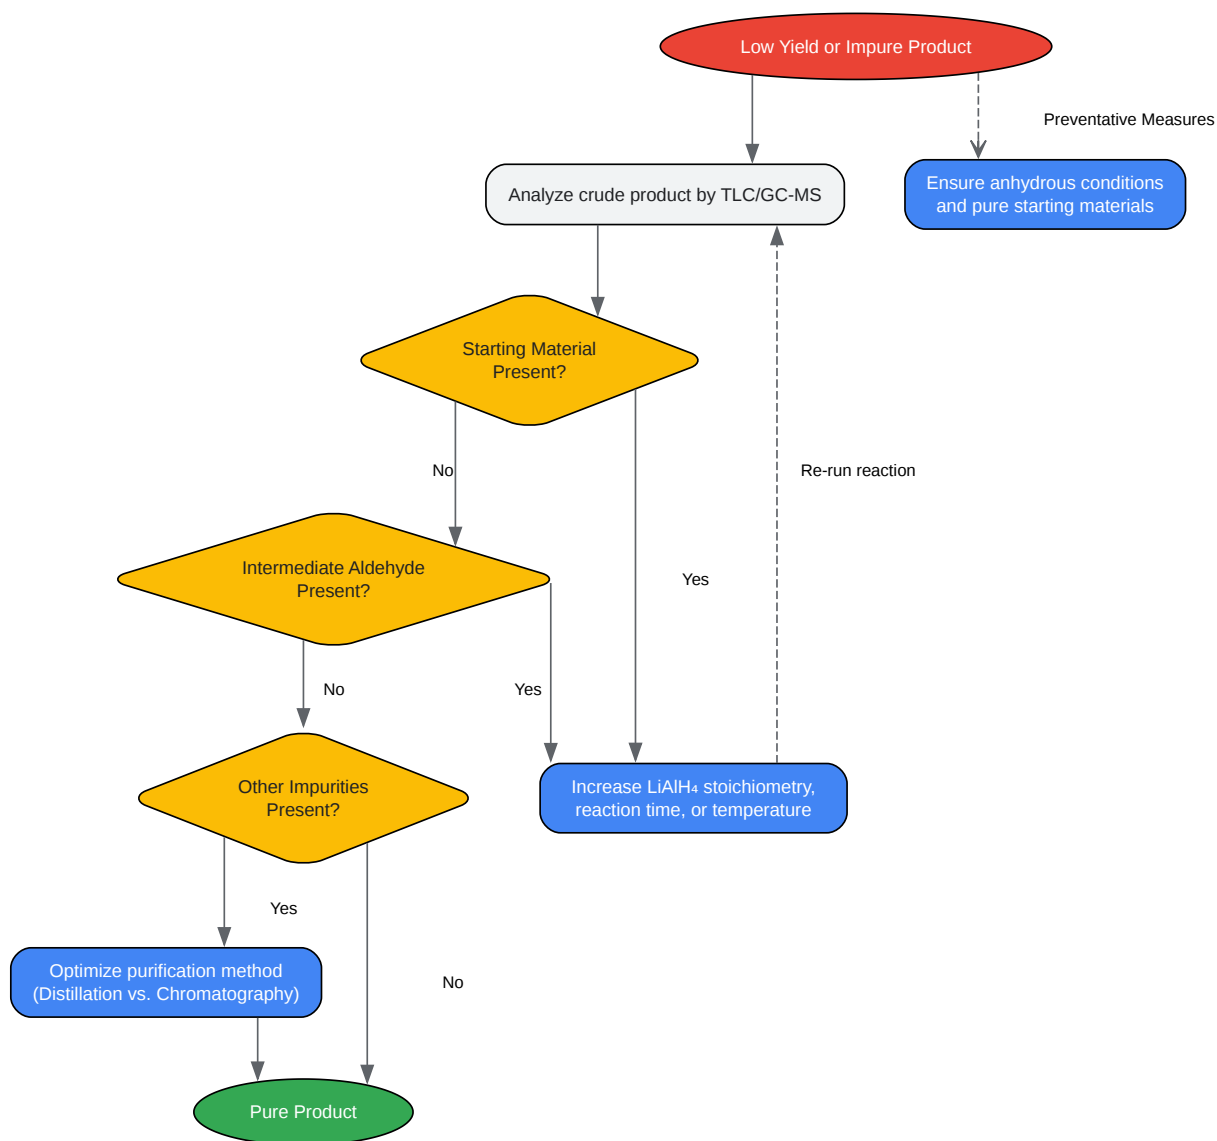 Low Yield or Impure Product
Preventative Measures
Analyze crude product by TLC/GC-MS
Ensure anhydrous conditions
and pure starting materials
Starting Material
Present?
No
Re-run reaction
Intermediate Aldehyde
Present?
Yes
No
Yes
Other Impurities
Present?
Increase LiAlH₄ stoichiometry,
reaction time, or temperature
Yes
Optimize purification method
(Distillation vs. Chromatography)
No
Pure Product